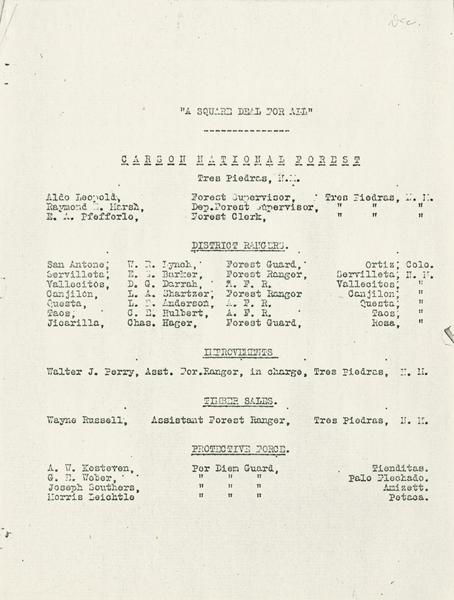 Dec.
"A SQUARE DEAL FOR ALL"
CARSON NATIONAL FOREST
Tres Piedras, N.M.
Aldo Leopold, Forest Supervisor, Tres Piedras, N. M.
Raymond E. Marsh, Dep.Forest Supervisor, " " "
E. A. Pfefferle, Forest Clerk, " " "
DISTRICT RANGERS.
San Antone, W. R. Lynch, Forest Guard, Ortiz, Colo.
Servilleta, E. S. Barker, Forest Ranger, Servilleta, N. M.
Vallecitos, D. G. Darrah, A. F. R. Vallecitos, "
Canjilon, L. A. Shartzer, Forest Ranger Canjilon, "
Questa, L. F. Anderson, A. F. R. Questa, "
Taos, C. E. Hulbert, A. F. R. Taos, "
Jicarilla, Chas. Hager, Forest Guard, Rosa, "
IMPROVEMENTS
Walter J. Perry, Asst. For.Ranger, in charge, Tres Piedras, N. M.
TIMBER SALES.
Wayne Russell, Assistant Forest Ranger, Tres Piedras, N. M.
PROTECTIVE FORCE.
A. W. Kesteven, Per Diem Guard, Tienditas.
G. E. Weber, " " " Palo Flechado.
Joseph Southers, " " " Amizett.
Morris Leichtle " " " Petaca.